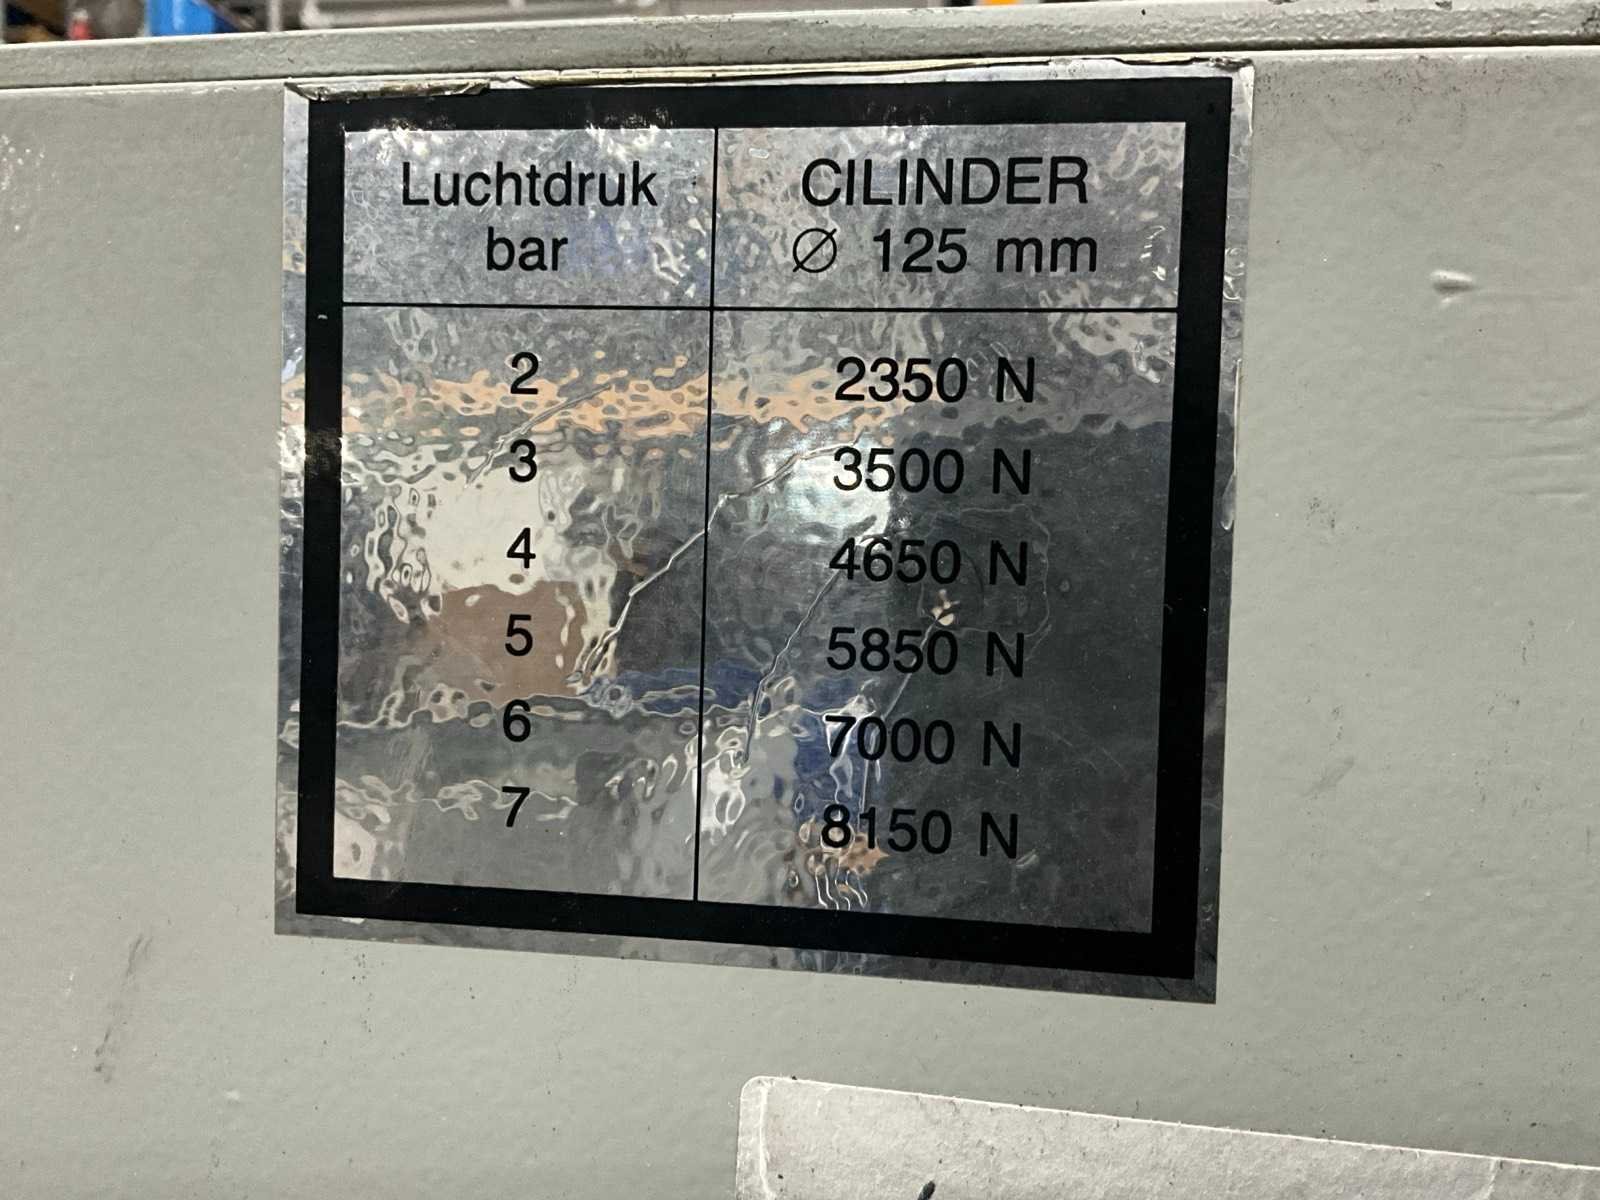 Luchtdruk CILINDER
bar Ø 125 mm
2 2350 N
3 3500 N
4 4650 N
5 5850 N
6 7000 N
7 8150 N